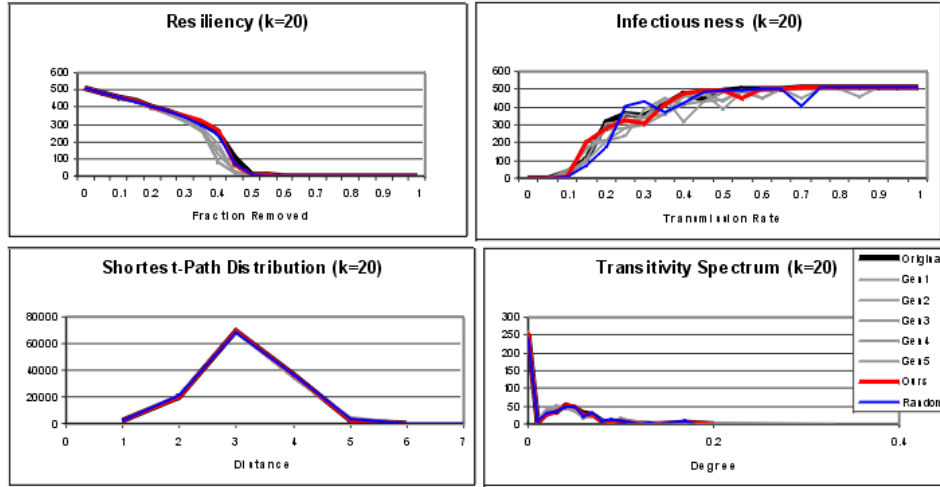 Resiliency (k=20)
600
500
400
300
200
100
0
0 0.1 0.2 0.3 0.4 0.5 0.6 0.7 0.8 0.9 1
Fraction Removed
Infectiousness (k=20)
600
500
400
300
200
100
0
0 0.1 0.2 0.3 0.4 0.5 0.6 0.7 0.8 0.9 1
Transmission Rate
Shortest-Path Distribution (k=20)
80000
60000
40000
20000
0
0 1 2 3 4 5 6 7
Distance
Transitivity Spectrum (k=20)
300
250
200
150
100
50
0
0 0.2 0.4
Degree
Original
Gen1
Gen2
Gen3
Gen4
Gen5
Ours
Random